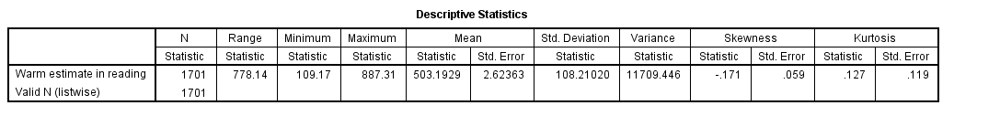 Descriptive Statistics
N Range Minimum Maximum Mean Std. Deviation Variance Skewness Kurtosis
Statistic Statistic Statistic Statistic Statistic Std. Error Statistic Statistic Statistic Std. Error Statistic Std. Error
Warm estimate in reading 1701 778.14 109.17 887.31 503.1929 2.62363 108.21020 11709.446 -.171 .059 .127 .119
Valid N (listwise) 1701